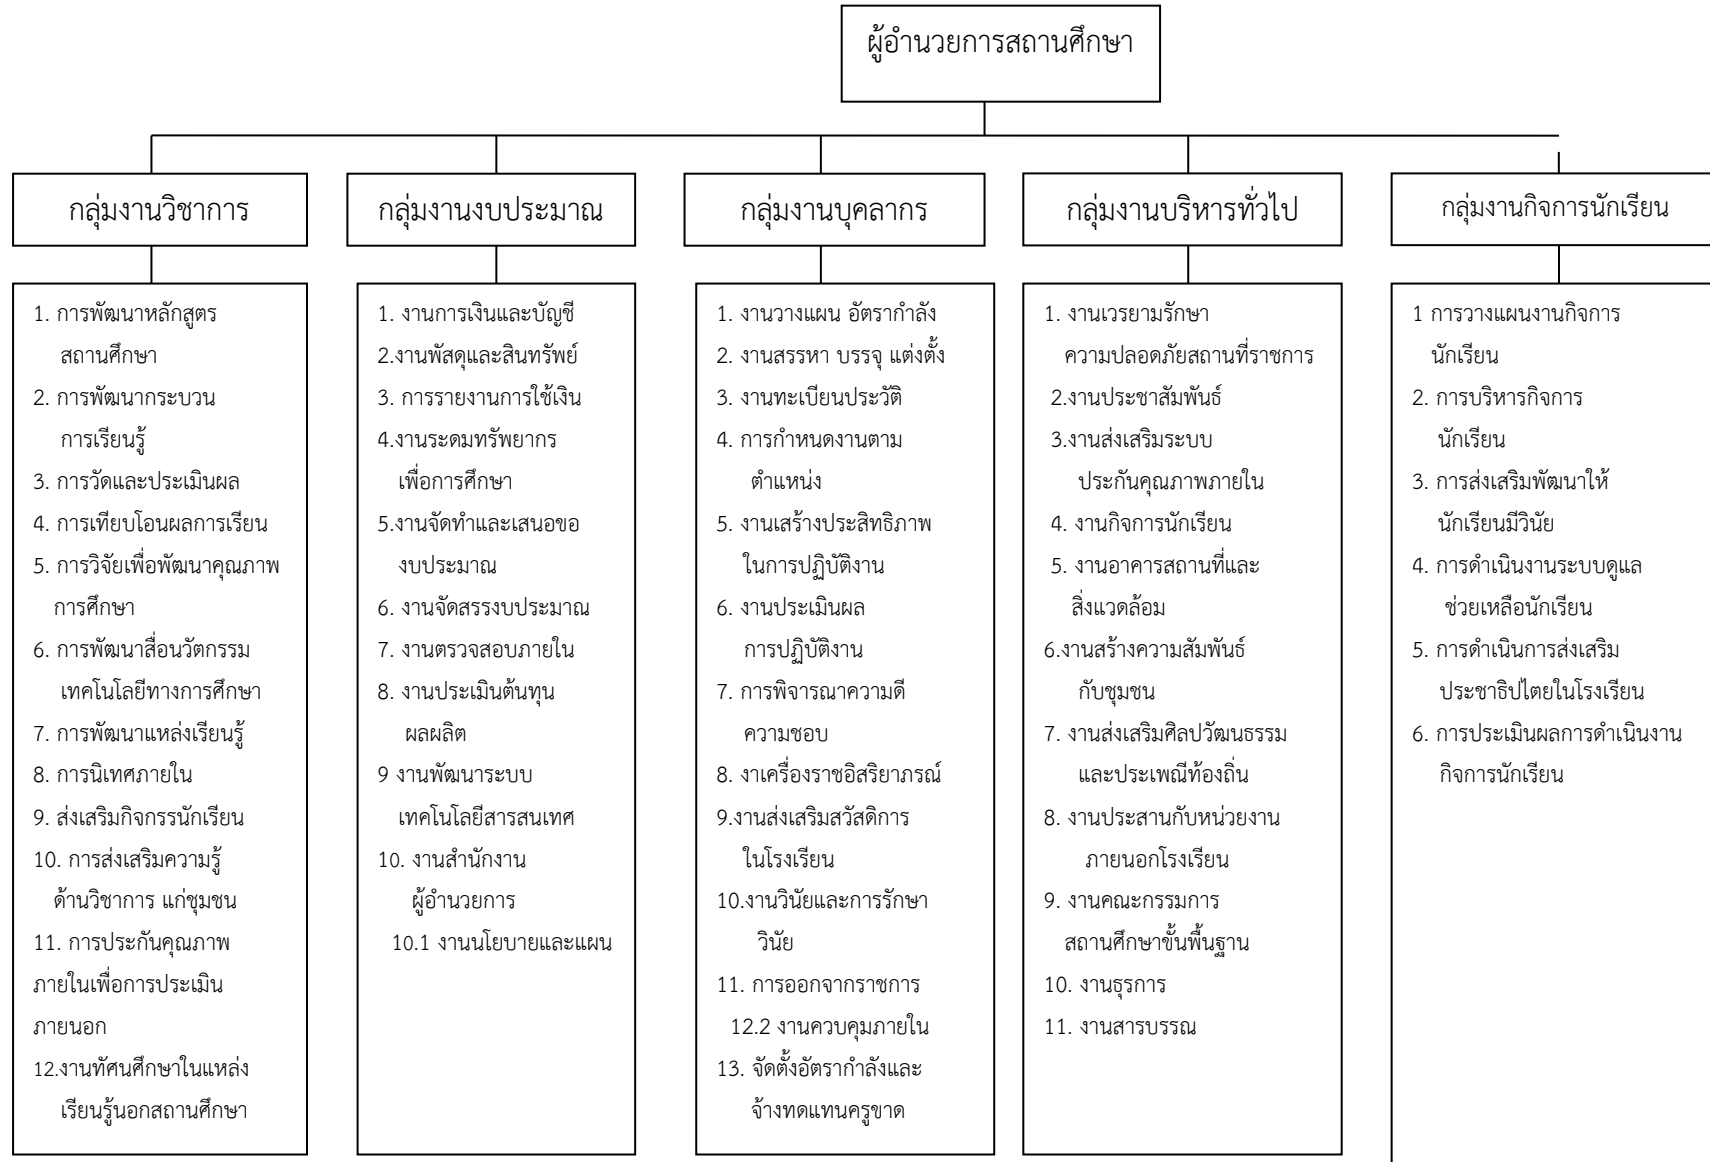 ผู้อำนวยการสถานศึกษา
กลุ่มงานวิชาการ
กลุ่มงานงบประมาณ
กลุ่มงานบุคลากร
กลุ่มงานบริหารทั่วไป
กลุ่มงานกิจการนักเรียน
1. การพัฒนาหลักสูตร
สถานศึกษา
2. การพัฒนากระบวน
การเรียนรู้
3. การวัดและประเมินผล
4. การเทียบโอนผลการเรียน
5. การวิจัยเพื่อพัฒนาคุณภาพ
การศึกษา
6. การพัฒนาสื่อนวัตกรรม
เทคโนโลยีทางการศึกษา
7. การพัฒนาแหล่งเรียนรู้
8. การนิเทศภายใน
9. ส่งเสริมกิจกรรนักเรียน
10. การส่งเสริมความรู้
ด้านวิชาการ แก่ชุมชน
11. การประกันคุณภาพ
ภายในเพื่อการประเมิน
ภายนอก
12.งานทัศนศึกษาในแหล่ง
เรียนรู้นอกสถานศึกษา
1. งานการเงินและบัญชี
2.งานพัสดุและสินทรัพย์
3. การรายงานการใช้เงิน
4.งานระดมทรัพยากร
เพื่อการศึกษา
5.งานจัดทำและเสนอขอ
งบประมาณ
6. งานจัดสรรงบประมาณ
7. งานตรวจสอบภายใน
8. งานประเมินต้นทุน
ผลผลิต
9 งานพัฒนาระบบ
เทคโนโลยีสารสนเทศ
10. งานสำนักงาน
ผู้อำนวยการ
10.1 งานนโยบายและแผน
1. งานวางแผน อัตรากำลัง
2. งานสรรหา บรรจุ แต่งตั้ง
3. งานทะเบียนประวัติ
4. การกำหนดงานตาม
ตำแหน่ง
5. งานเสร้างประสิทธิภาพ
ในการปฏิบัติงาน
6. งานประเมินผล
การปฏิบัติงาน
7. การพิจารณาความดี
ความชอบ
8. งาเครื่องราชอิสริยาภรณ์
9.งานส่งเสริมสวัสดิการ
ในโรงเรียน
10.งานวินัยและการรักษา
วินัย
11. การออกจากราชการ
12.2 งานควบคุมภายใน
13. จัดตั้งอัตรากำลังและ
จ้างทดแทนครูขาด
1. งานเวรยามรักษา
ความปลอดภัยสถานที่ราชการ
2.งานประชาสัมพันธ์
3.งานส่งเสริมระบบ
ประกันคุณภาพภายใน
4. งานกิจการนักเรียน
5. งานอาคารสถานที่และ
สิ่งแวดล้อม
6.งานสร้างความสัมพันธ์
กับชุมชน
7. งานส่งเสริมศิลปวัฒนธรรม
และประเพณีท้องถิ่น
8. งานประสานกับหน่วยงาน
ภายนอกโรงเรียน
9. งานคณะกรรมการ
สถานศึกษาขั้นพื้นฐาน
10. งานธุรการ
11. งานสารบรรณ
1 การวางแผนงานกิจการ
นักเรียน
2. การบริหารกิจการ
นักเรียน
3. การส่งเสริมพัฒนาให้
นักเรียนมีวินัย
4. การดำเนินงานระบบดูแล
ช่วยเหลือนักเรียน
5. การดำเนินการส่งเสริม
ประชาธิปไตยในโรงเรียน
6. การประเมินผลการดำเนินงาน
กิจการนักเรียน